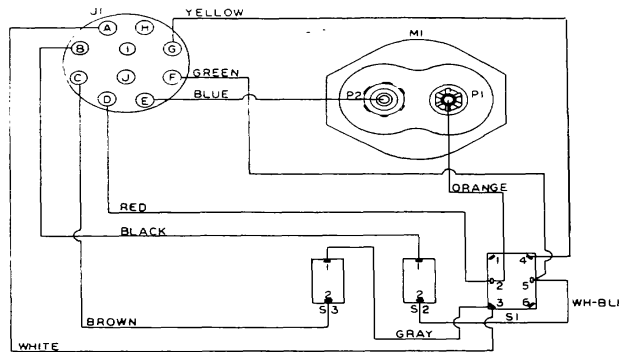 J1
YELLOW
A
H
B
I
G
C
J
F
GREEN
D
E
BLUE
M1
P2
P1
ORANGE
RED
BLACK
1
2
S3
1
2
S2
1
4
2
5
3
6
S1
WH-BL
BROWN
GRAY
WHITE